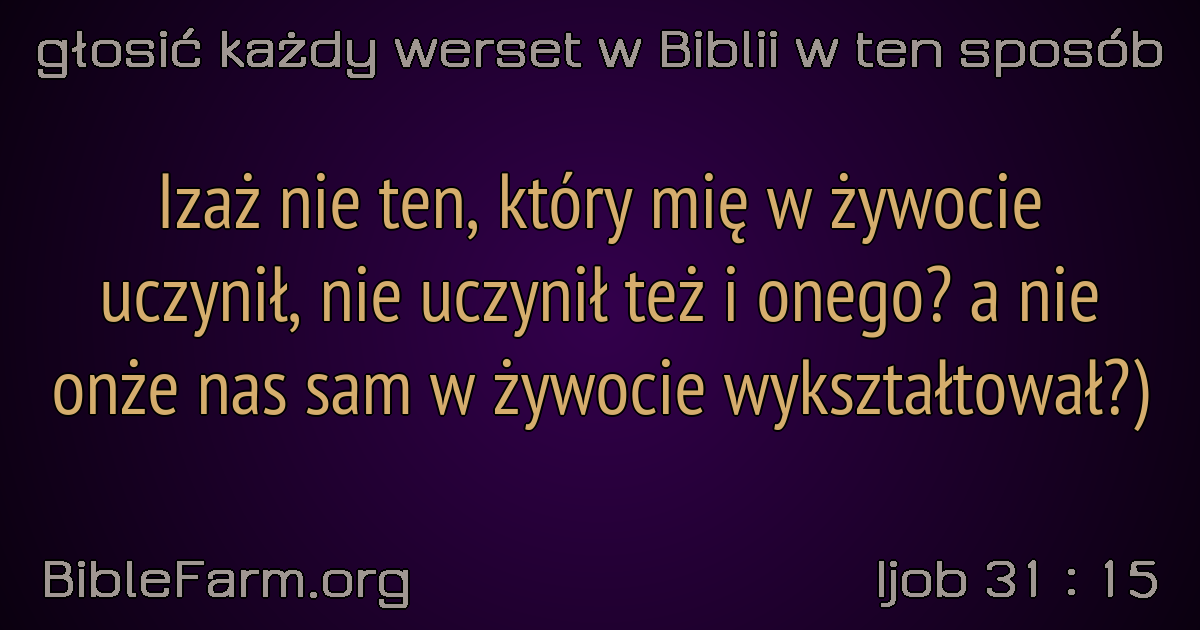 głosić każdy werset w Biblii w ten sposób
Izaż nie ten, który mię w żywocie
uczynił, nie uczynił też i onego? a nie
onże nas sam w żywocie wykształtował?)
BibleFarm.org
Ijob 31 : 15